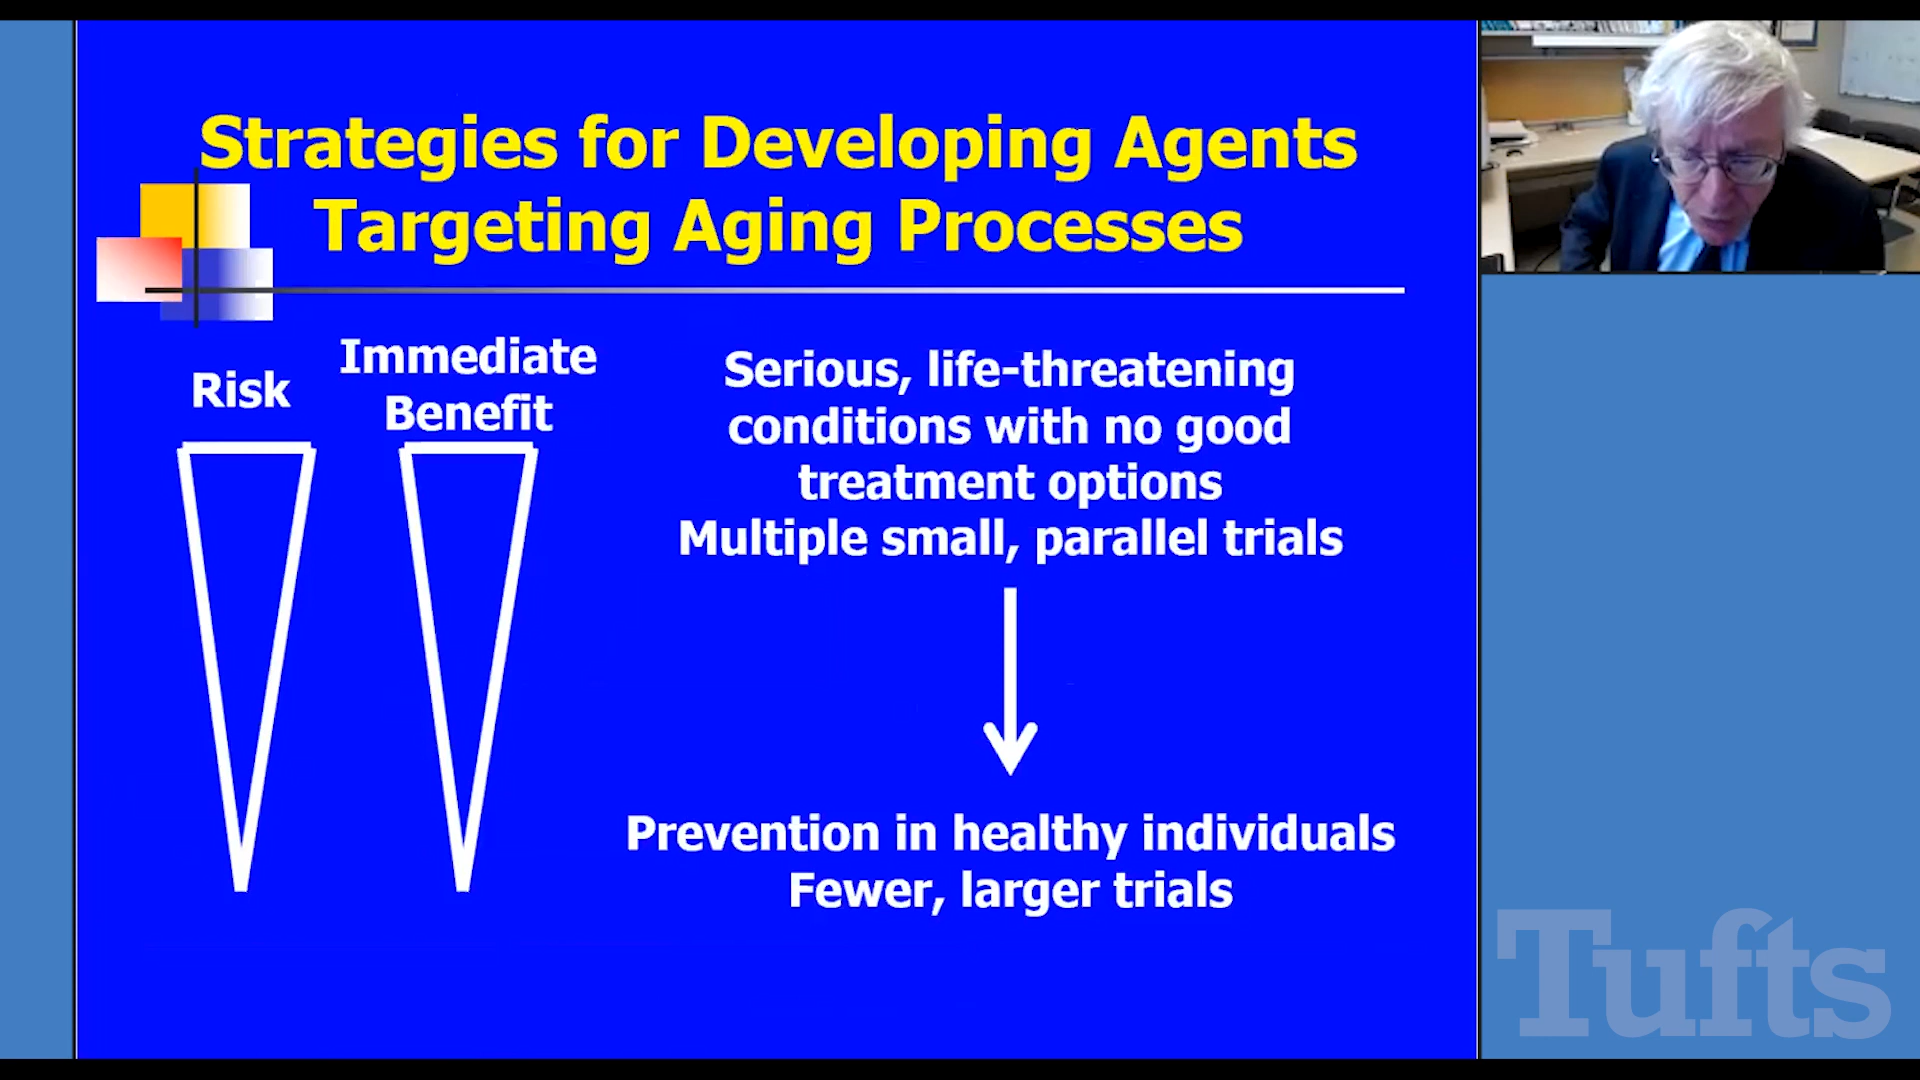 Strategies for Developing Agents
Targeting Aging Processes
Risk
Immediate
Benefit
Serious, life-threatening
conditions with no good
treatment options
Multiple small, parallel trials
Prevention in healthy individuals
Fewer, larger trials
Tufts